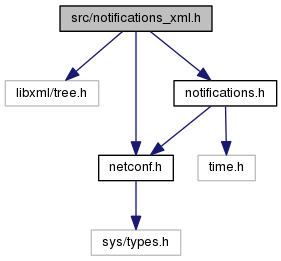 src/notifications_xml.h
libxml/tree.h
notifications.h
netconf.h
time.h
sys/types.h